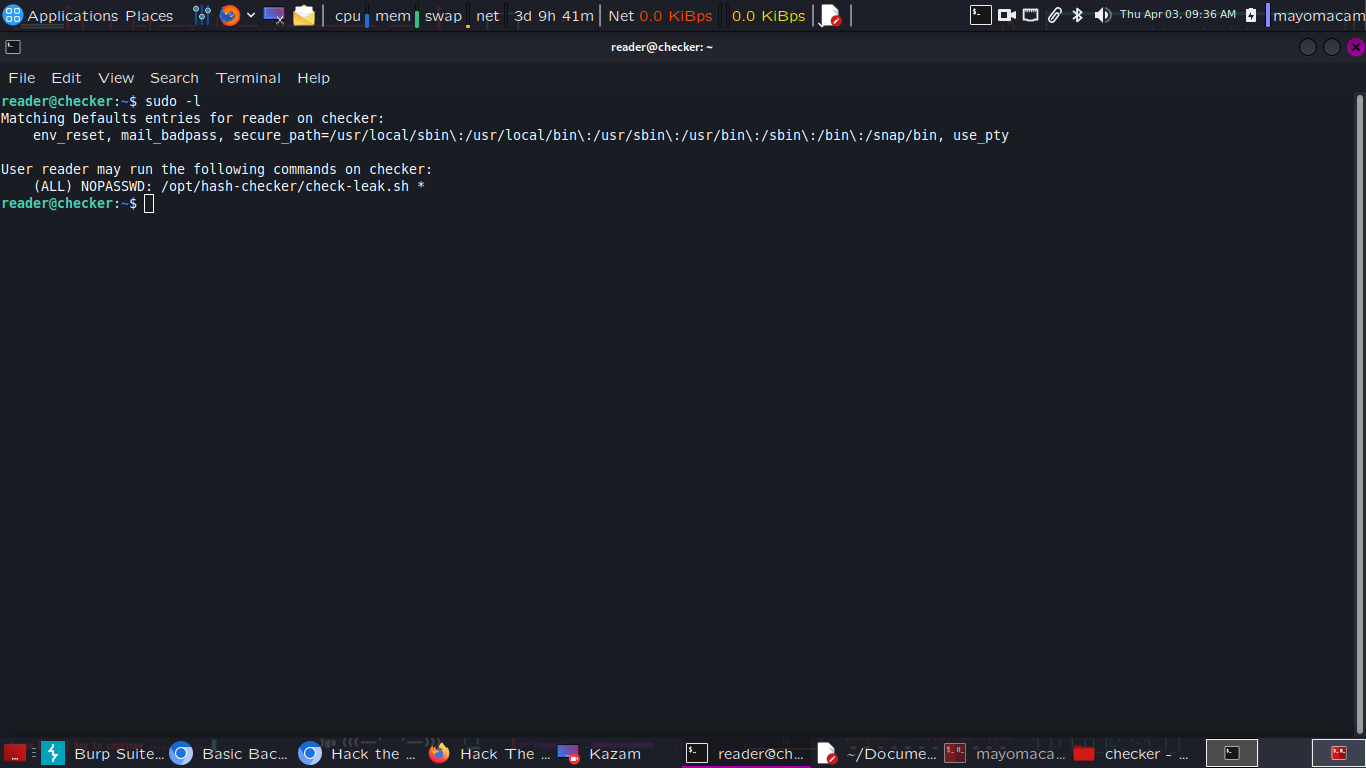 Applications Places cpu mem swap net 3d 9h 41m Net 0.0 KiBps 0.0 KiBps Thu Apr 03, 09:36 AM mayomacam
reader@checker: ~
File Edit View Search Terminal Help
reader@checker:~$ sudo -l
Matching Defaults entries for reader on checker:
    env_reset, mail_badpass, secure_path=/usr/local/sbin\:/usr/local/bin\:/usr/sbin\:/usr/bin\:/sbin\:/bin\:/snap/bin, use_pty

User reader may run the following commands on checker:
    (ALL) NOPASSWD: /opt/hash-checker/check-leak.sh *
reader@checker:~$
Burp Suite... Basic Bac... Hack the ... Hack The ... Kazam reader@ch... ~/Docume... mayomaca... checker - ...